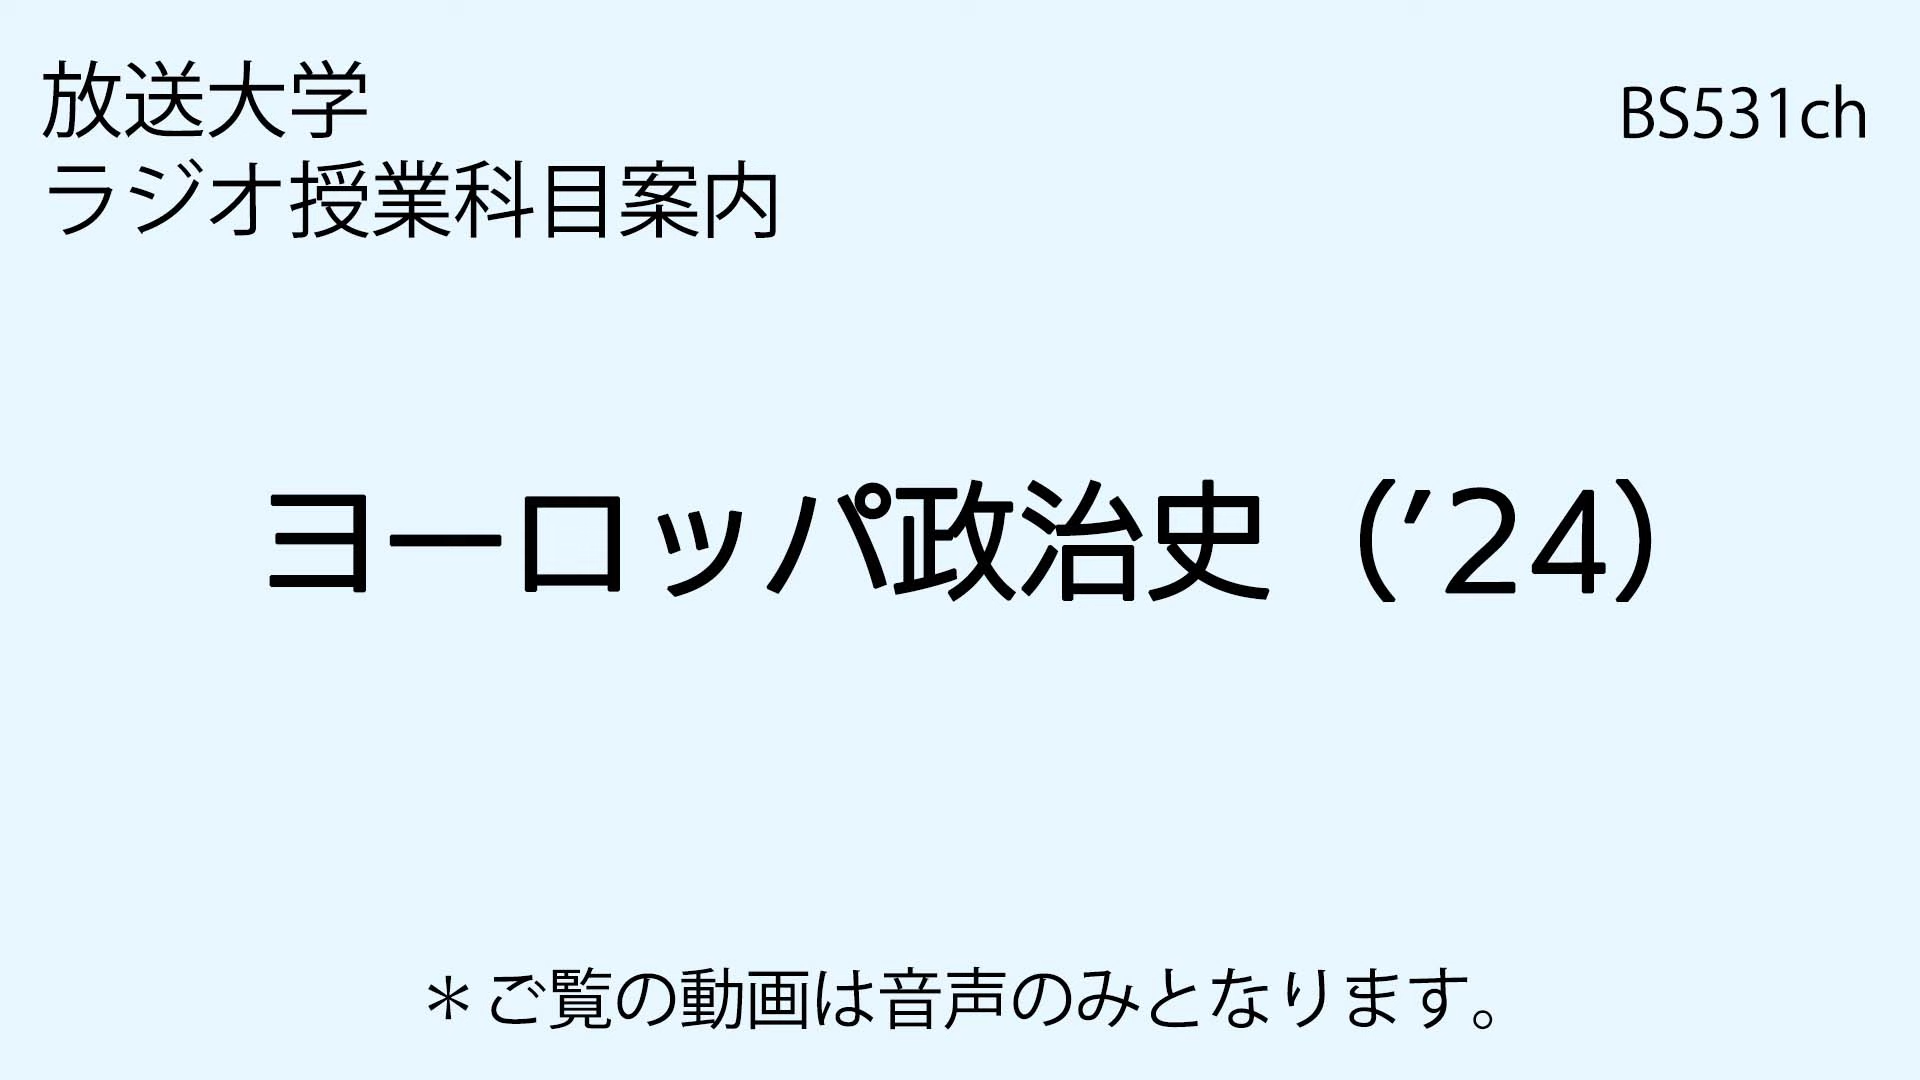 放送大学
BS531ch
ラジオ授業科目案内
ヨーロッパ政治史（’24）
＊ご覧の動画は音声のみとなります。